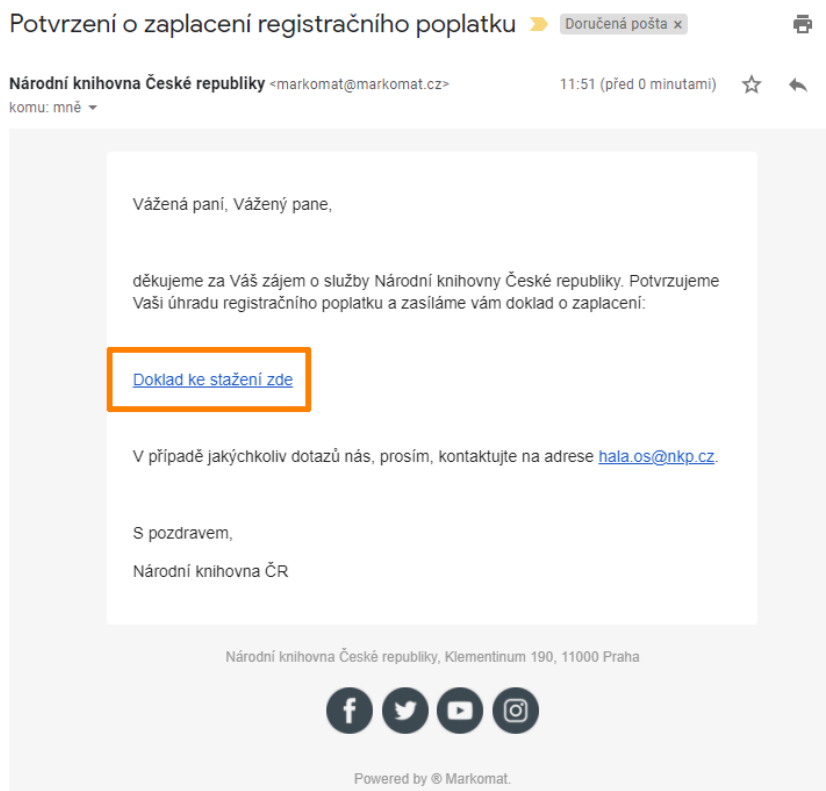 Potvrzení o zaplacení registračního poplatku Doručená pošta ×
Národní knihovna České republiky <markomat@markomat.cz> 11:51 (před 0 minutami)
komu: mně
Vážená paní, Vážený pane,
děkujeme za Váš zájem o služby Národní knihovny České republiky. Potvrzujeme
Vaši úhradu registračního poplatku a zasíláme vám doklad o zaplacení:
Doklad ke stažení zde
V případě jakýchkoliv dotazů nás, prosím, kontaktujte na adrese hala.os@nkp.cz.
S pozdravem,
Národní knihovna ČR
Národní knihovna České republiky, Klementinum 190, 11000 Praha
Powered by ® Markomat.